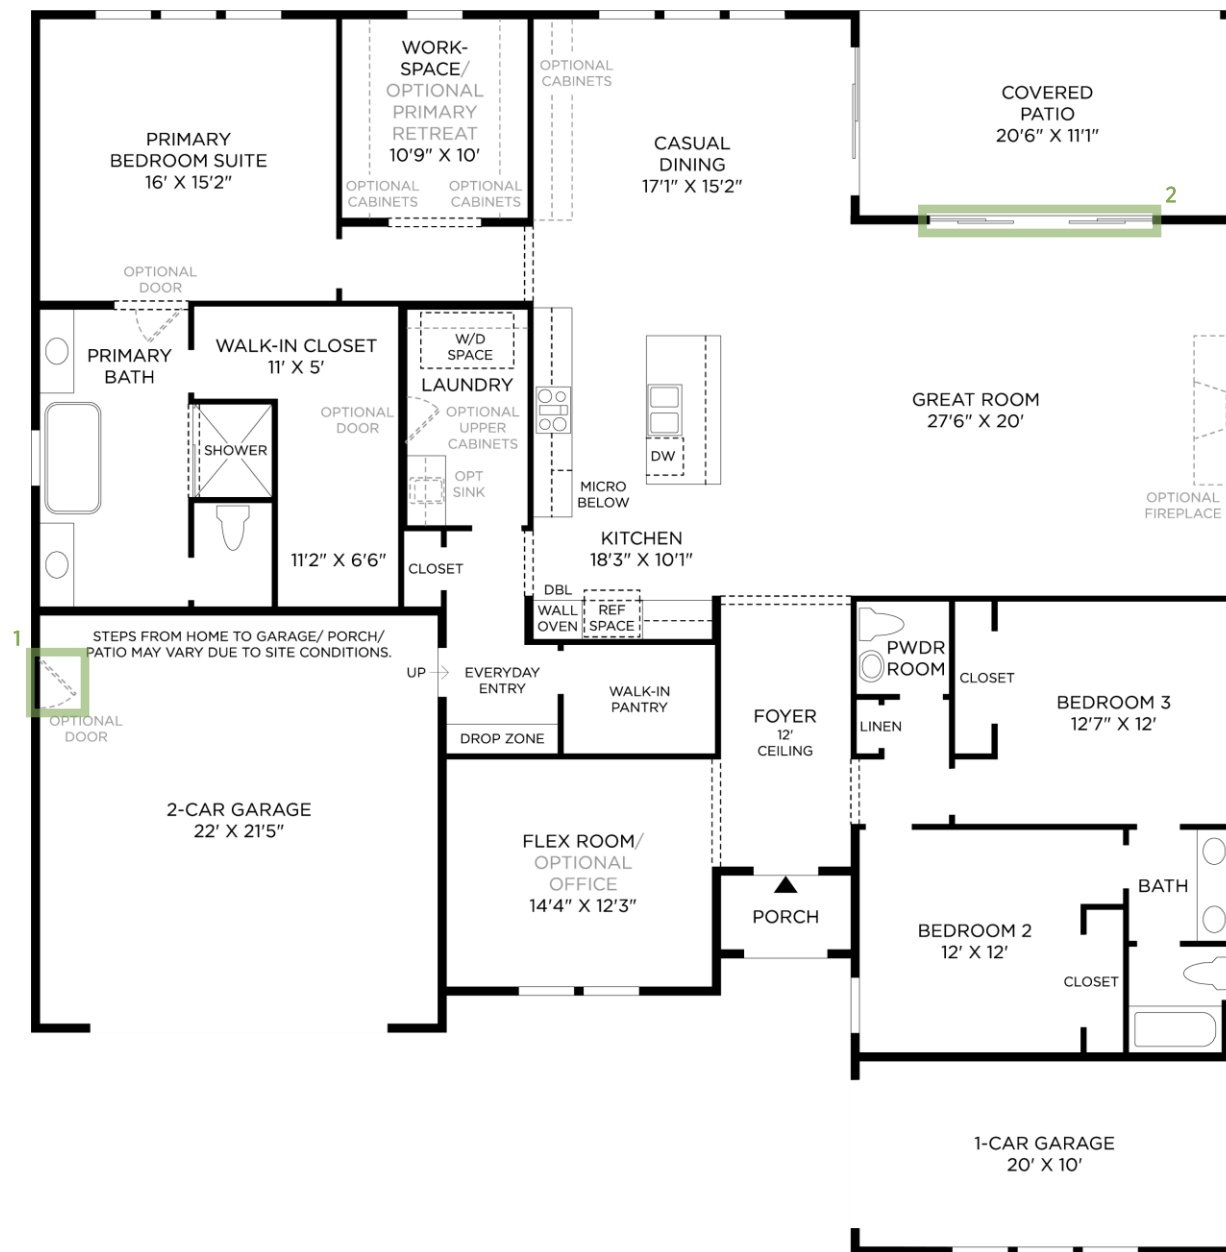 WORK-
SPACE/
OPTIONAL
PRIMARY
RETREAT
10'9" X 10'
OPTIONAL
CABINETS
OPTIONAL
CABINETS
OPTIONAL
CABINETS
COVERED
PATIO
20'6" X 11'1"
PRIMARY
BEDROOM SUITE
16' X 15'2"
CASUAL
DINING
17'1" X 15'2"
2
OPTIONAL
DOOR
PRIMARY
BATH
WALK-IN CLOSET
11' X 5'
W/D
SPACE
LAUNDRY
OPTIONAL
DOOR
OPTIONAL
UPPER
CABINETS
GREAT ROOM
27'6" X 20'
SHOWER
DW
OPT
SINK
MICRO
BELOW
OPTIONAL
FIREPLACE
KITCHEN
18'3" X 10'1"
11'2" X 6'6"
CLOSET
DBL
WALL
OVEN
REF
SPACE
1
STEPS FROM HOME TO GARAGE/ PORCH/
PATIO MAY VARY DUE TO SITE CONDITIONS.
UP
EVERYDAY
ENTRY
WALK-IN
PANTRY
PWDR
ROOM
CLOSET
BEDROOM 3
12'7" X 12'
OPTIONAL
DOOR
DROP ZONE
FOYER
12'
CEILING
LINEN
2-CAR GARAGE
22' X 21'5"
FLEX ROOM/
OPTIONAL
OFFICE
14'4" X 12'3"
PORCH
BATH
BEDROOM 2
12' X 12'
CLOSET
1-CAR GARAGE
20' X 10'